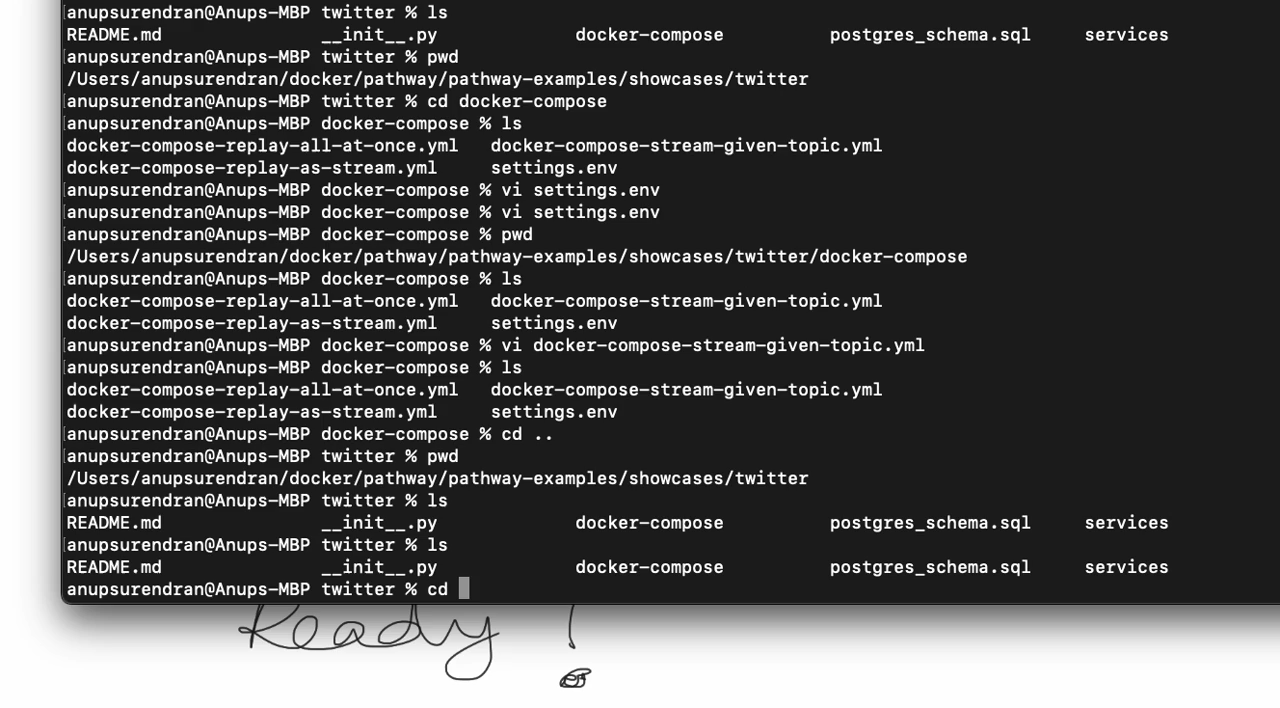 anupsurendran@Anups-MBP twitter % ls
README.md __init__.py docker-compose postgres_schema.sql services
anupsurendran@Anups-MBP twitter % pwd
/Users/anupsurendran/docker/pathway/pathway-examples/showcases/twitter
anupsurendran@Anups-MBP twitter % cd docker-compose
anupsurendran@Anups-MBP docker-compose % ls
docker-compose-replay-all-at-once.yml docker-compose-stream-given-topic.yml
docker-compose-replay-as-stream.yml settings.env
anupsurendran@Anups-MBP docker-compose % vi settings.env
anupsurendran@Anups-MBP docker-compose % vi settings.env
anupsurendran@Anups-MBP docker-compose % pwd
/Users/anupsurendran/docker/pathway/pathway-examples/showcases/twitter/docker-compose
anupsurendran@Anups-MBP docker-compose % ls
docker-compose-replay-all-at-once.yml docker-compose-stream-given-topic.yml
docker-compose-replay-as-stream.yml settings.env
anupsurendran@Anups-MBP docker-compose % vi docker-compose-stream-given-topic.yml
anupsurendran@Anups-MBP docker-compose % ls
docker-compose-replay-all-at-once.yml docker-compose-stream-given-topic.yml
docker-compose-replay-as-stream.yml settings.env
anupsurendran@Anups-MBP docker-compose % cd ..
anupsurendran@Anups-MBP twitter % pwd
/Users/anupsurendran/docker/pathway/pathway-examples/showcases/twitter
anupsurendran@Anups-MBP twitter % ls
README.md __init__.py docker-compose postgres_schema.sql services
anupsurendran@Anups-MBP twitter % ls
README.md __init__.py docker-compose postgres_schema.sql services
anupsurendran@Anups-MBP twitter % cd
Ready !